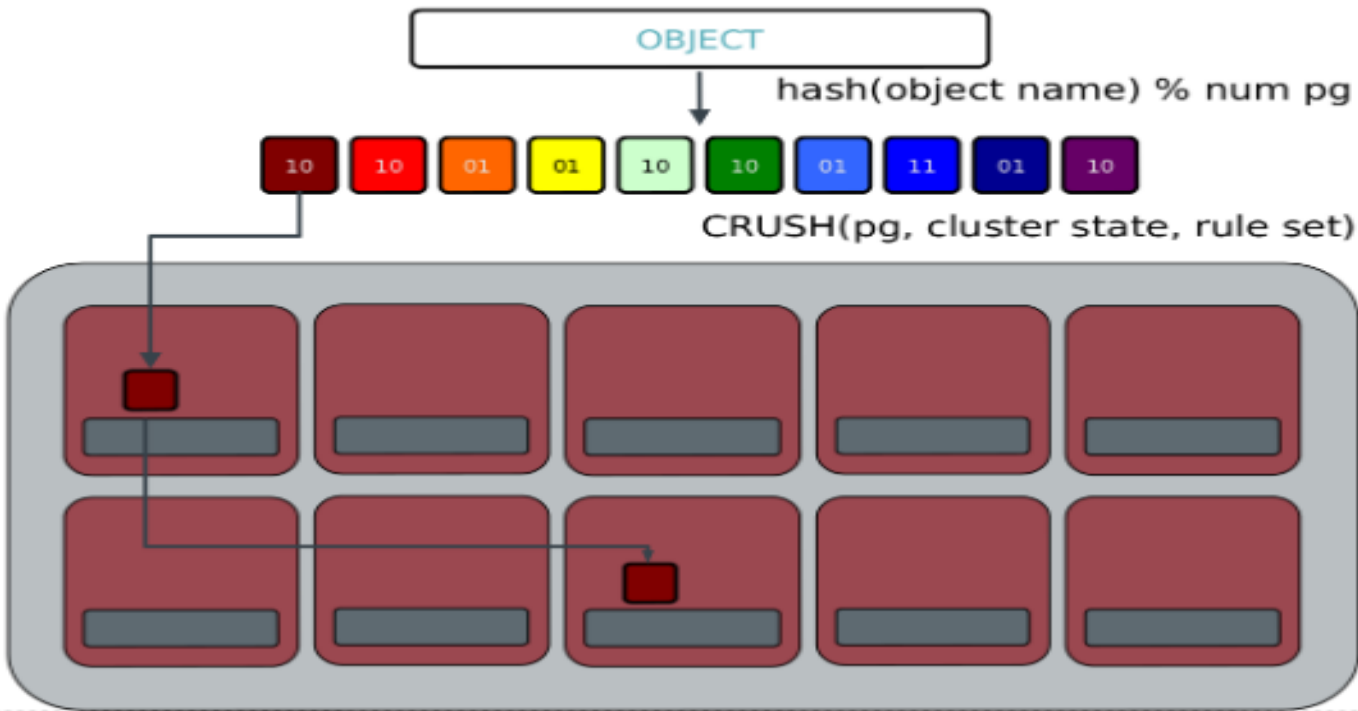 OBJECT
hash(object name) % num pg
10 10 01 01 10 10 01 11 01 10
CRUSH(pg, cluster state, rule set)